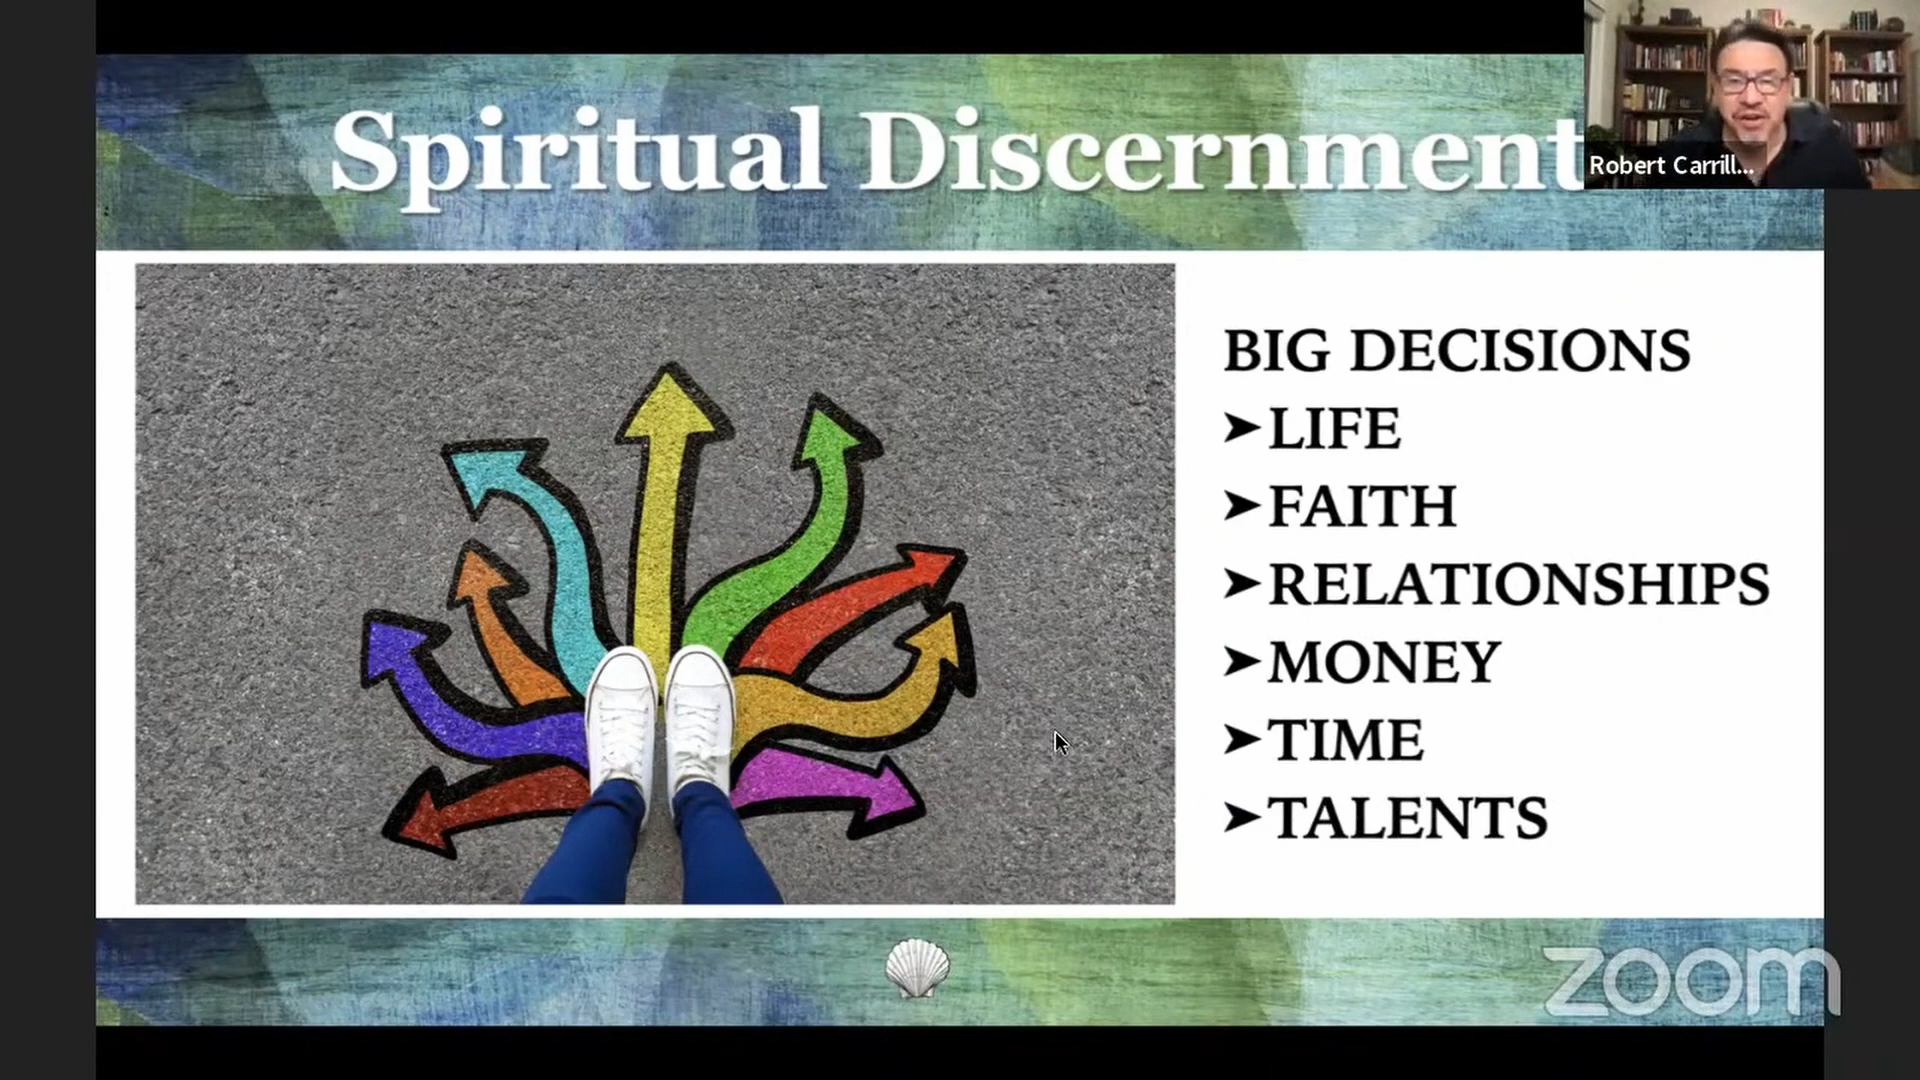 Spiritual Discernment
Robert Carrill...
BIG DECISIONS
➤LIFE
➤FAITH
➤RELATIONSHIPS
➤MONEY
➤TIME
➤TALENTS
zoom